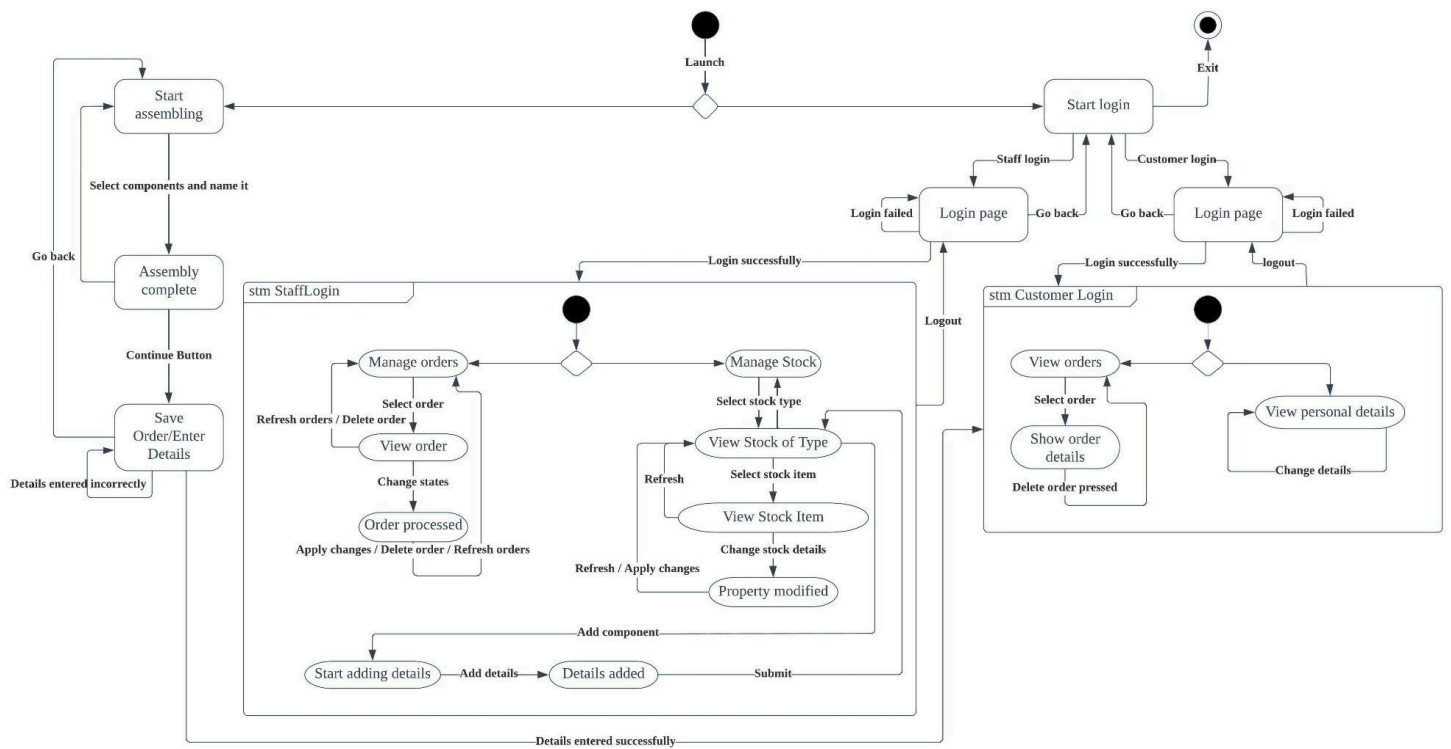 Launch
Exit
Start
assembling
Start login
Staff login
Customer login
Select components and name it
Login failed
Login page
Go back
Go back
Login page
Login failed
Go back
Assembly
complete
Login successfully
Login successfully
logout
stm StaffLogin
stm Customer Login
Logout
Continue Button
Manage orders
Manage Stock
View orders
Select order
Select stock type
Select order
Refresh orders / Delete order
View personal details
Save
Order/Enter
Details
View order
View Stock of Type
Show order
details
Details entered incorrectly
Change states
Refresh
Select stock item
Change details
Delete order pressed
Order processed
View Stock Item
Apply changes / Delete order / Refresh orders
Change stock details
Refresh / Apply changes
Property modified
Add component
Start adding details
Add details
Details added
Submit
Details entered successfully